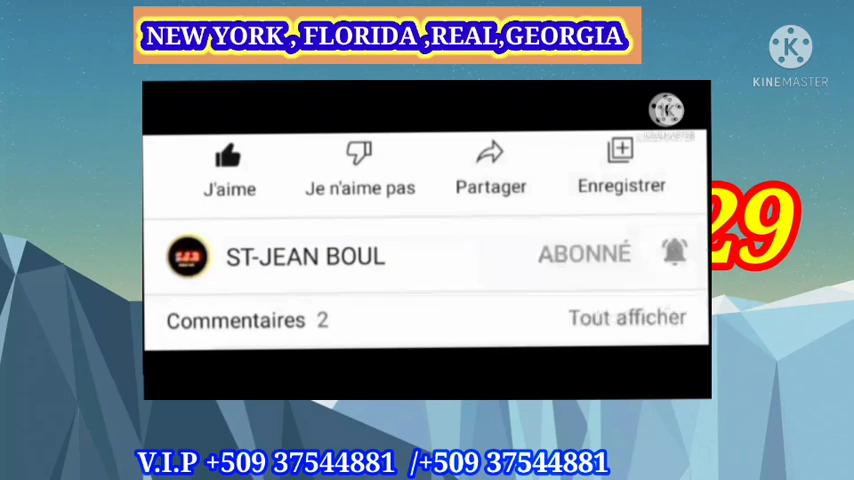 NEW YORK , FLORIDA ,REAL,GEORGIA
KINEMASTER
J'aime
Je n'aime pas
Partager
Enregistrer
29
ST-JEAN BOUL
ABONNÉ
Commentaires 2
Tout afficher
V.I.P +509 37544881 /+509 37544881